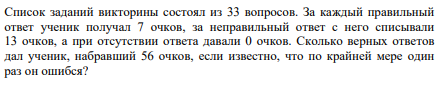 Список заданий викторины состоял из 33 вопросов. За каждый правильный
ответ ученик получал 7 очков, за неправильный ответ с него списывали
13 очков, а при отсутствии ответа давали 0 очков. Сколько верных ответов
дал ученик, набравший 56 очков, если известно, что по крайней мере один
раз он ошибся?